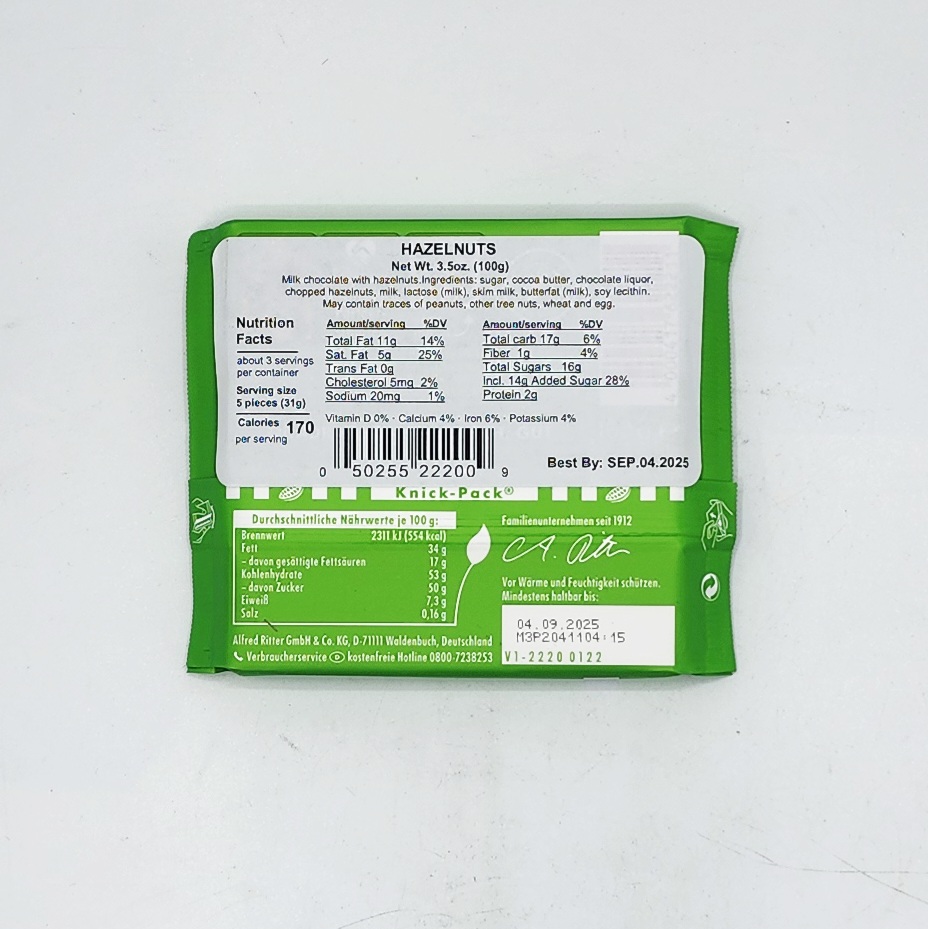 HAZELNUTS
Net Wt. 3.5oz. (100g)
Milk chocolate with hazelnuts.Ingredients: sugar, cocoa butter, chocolate liquor,
chopped hazelnuts, milk, lactose (milk), skim milk, butterfat (milk), soy lecithin.
May contain traces of peanuts, other tree nuts, wheat and egg.
Nutrition
Facts
about 3 servings
per container
Serving size
5 pieces (31g)
Calories 170
per serving
Amount/serving %DV
Total Fat 11g 14%
Sat. Fat 5g 25%
Trans Fat 0g
Cholesterol 5mg 2%
Sodium 20mg 1%
Amount/serving %DV
Total carb 17g 6%
Fiber 1g 4%
Total Sugars 16g
Incl. 14g Added Sugar 28%
Protein 2g
Vitamin D 0% · Calcium 4% · Iron 6% · Potassium 4%
0 50255 22200 9
Best By: SEP.04.2025
Knick-Pack®
Durchschnittliche Nährwerte je 100 g:
Brennwert 2311 kJ (554 kcal)
Fett 34 g
– davon gesättigte Fettsäuren 17 g
Kohlenhydrate 53 g
– davon Zucker 50 g
Eiweiß 7,3 g
Salz 0,16 g
Alfred Ritter GmbH & Co. KG, D-71111 Waldenbuch, Deutschland
Verbraucherservice kostenfreie Hotline 0800-7238253
Familienunternehmen seit 1912
Vor Wärme und Feuchtigkeit schützen.
Mindestens haltbar bis:
04.09.2025
M3P2041104:15
V1-2220 0122